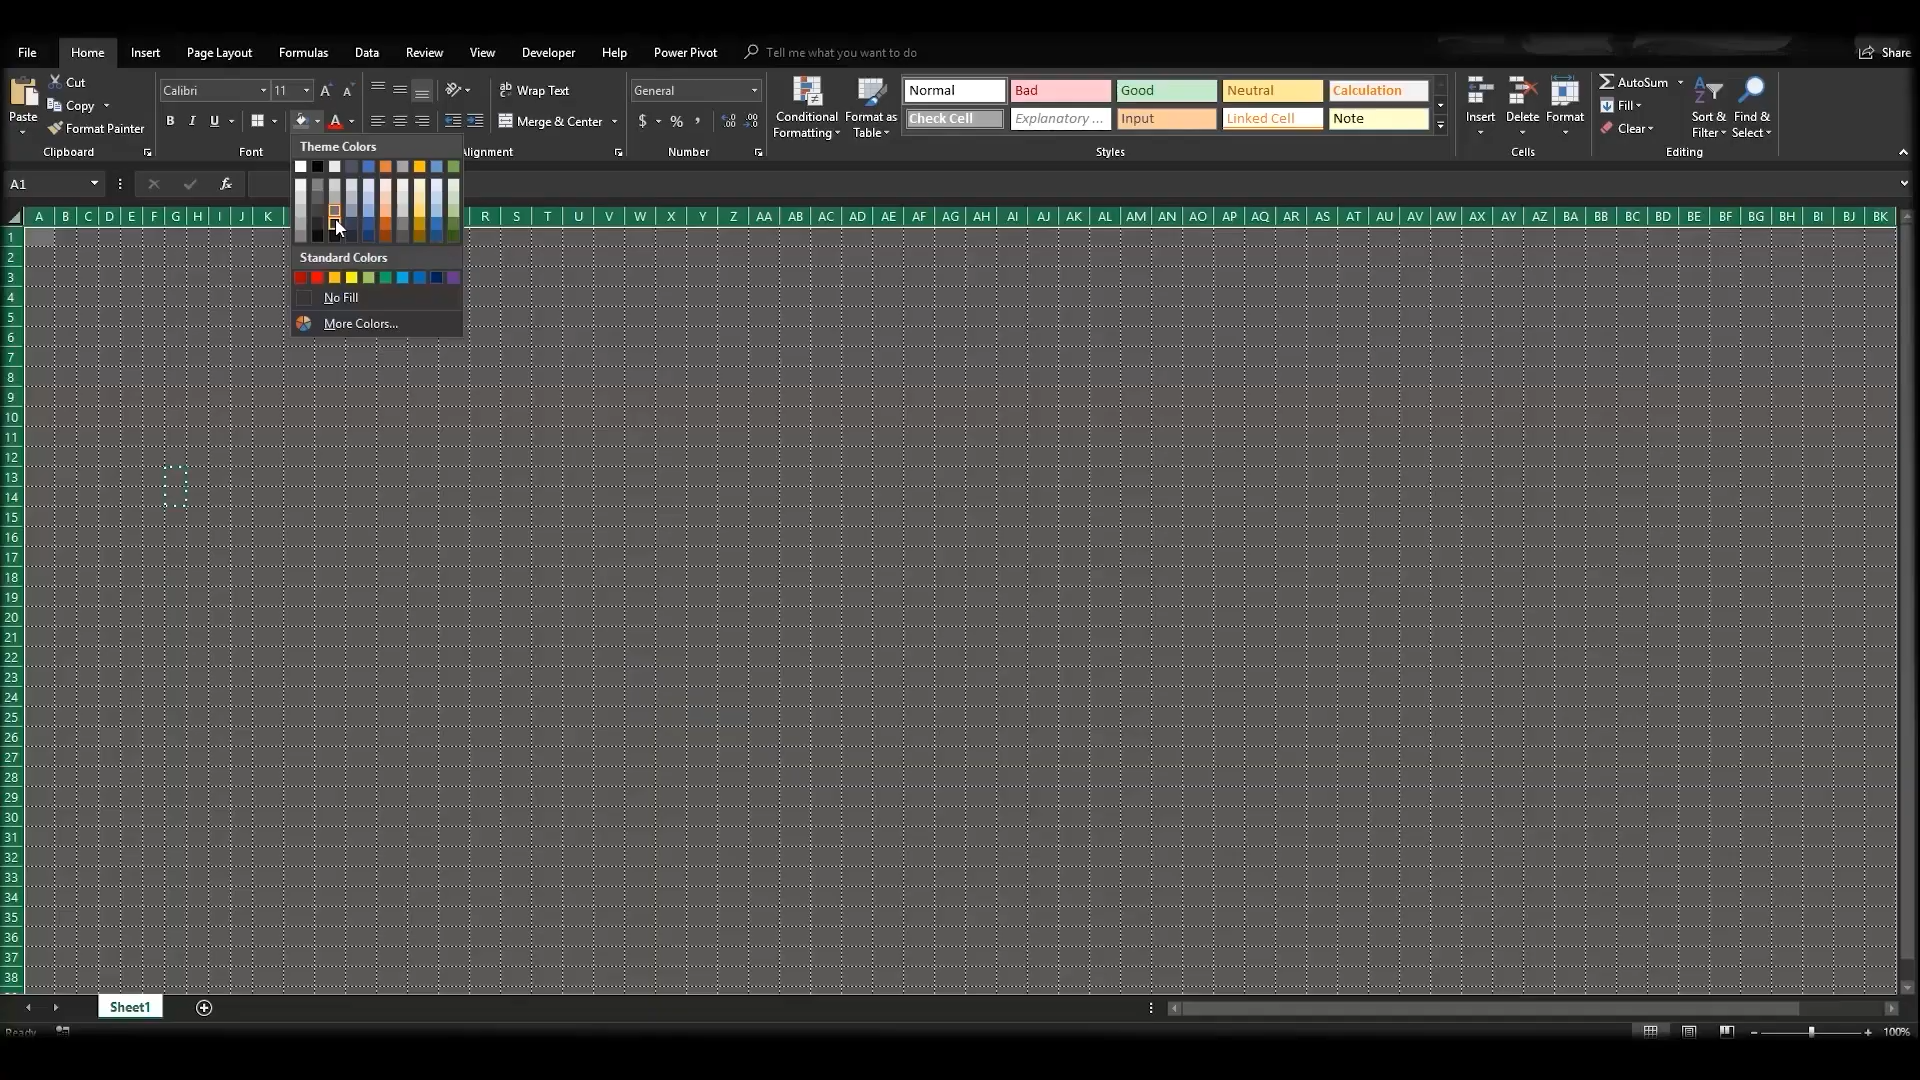 File Home Insert Page Layout Formulas Data Review View Developer Help Power Pivot Tell me what you want to do Share
Paste
Cut
Copy
Format Painter
Clipboard
Calibri 11
B I U A
Font
ab Wrap Text
Merge & Center
Alignment
General
$ % ,
Number
Conditional Formatting
Format as Table
Normal Bad Good Neutral Calculation
Check Cell Explanatory ... Input Linked Cell Note
Styles
Insert Delete Format
Cells
AutoSum
Fill
Clear
Sort & Filter
Find & Select
Editing
Theme Colors
Standard Colors
No Fill
More Colors...
A1 fx
A B C D E F G H I J K R S T U V W X Y Z AA AB AC AD AE AF AG AH AI AJ AK AL AM AN AO AP AQ AR AS AT AU AV AW AX AY AZ BA BB BC BD BE BF BG BH BI BJ BK
1
2
3
4
5
6
7
8
9
10
11
12
13
14
15
16
17
18
19
20
21
22
23
24
25
26
27
28
29
30
31
32
33
34
35
36
37
38
Sheet1
Ready
100%